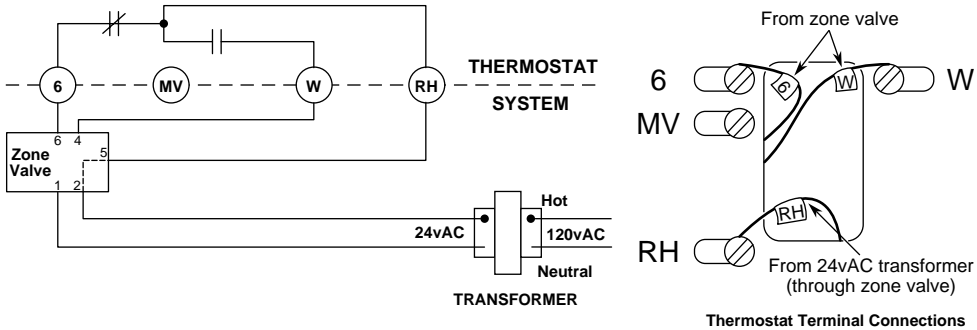 6
MV
W
RH
THERMOSTAT
SYSTEM
6 4
5
Zone
Valve
1 2
Hot
24vAC
120vAC
Neutral
TRANSFORMER
From zone valve
6
6
W
W
MV
RH
RH
From 24vAC transformer
(through zone valve)
Thermostat Terminal Connections